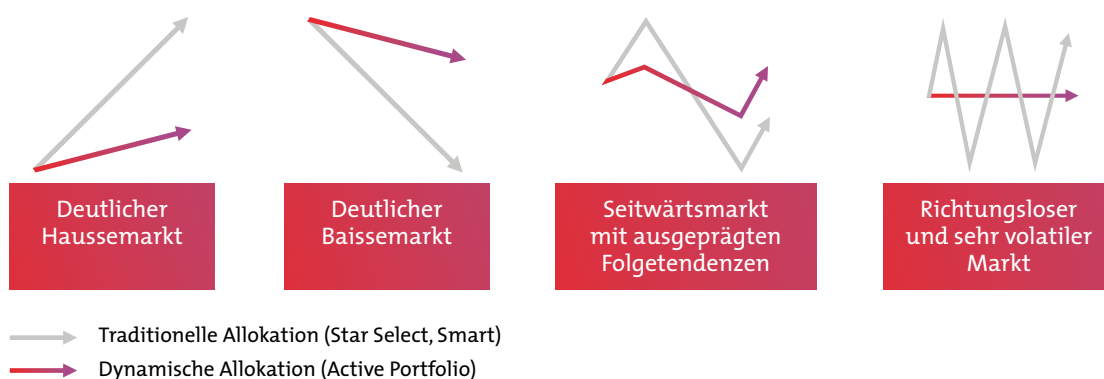 Deutlicher
Haussemarkt
Deutlicher
Baissemarkt
Seitwärtsmarkt
mit ausgeprägten
Folgetendenzen
Richtungsloser
und sehr volatiler
Markt
Traditionelle Allokation (Star Select, Smart)
Dynamische Allokation (Active Portfolio)